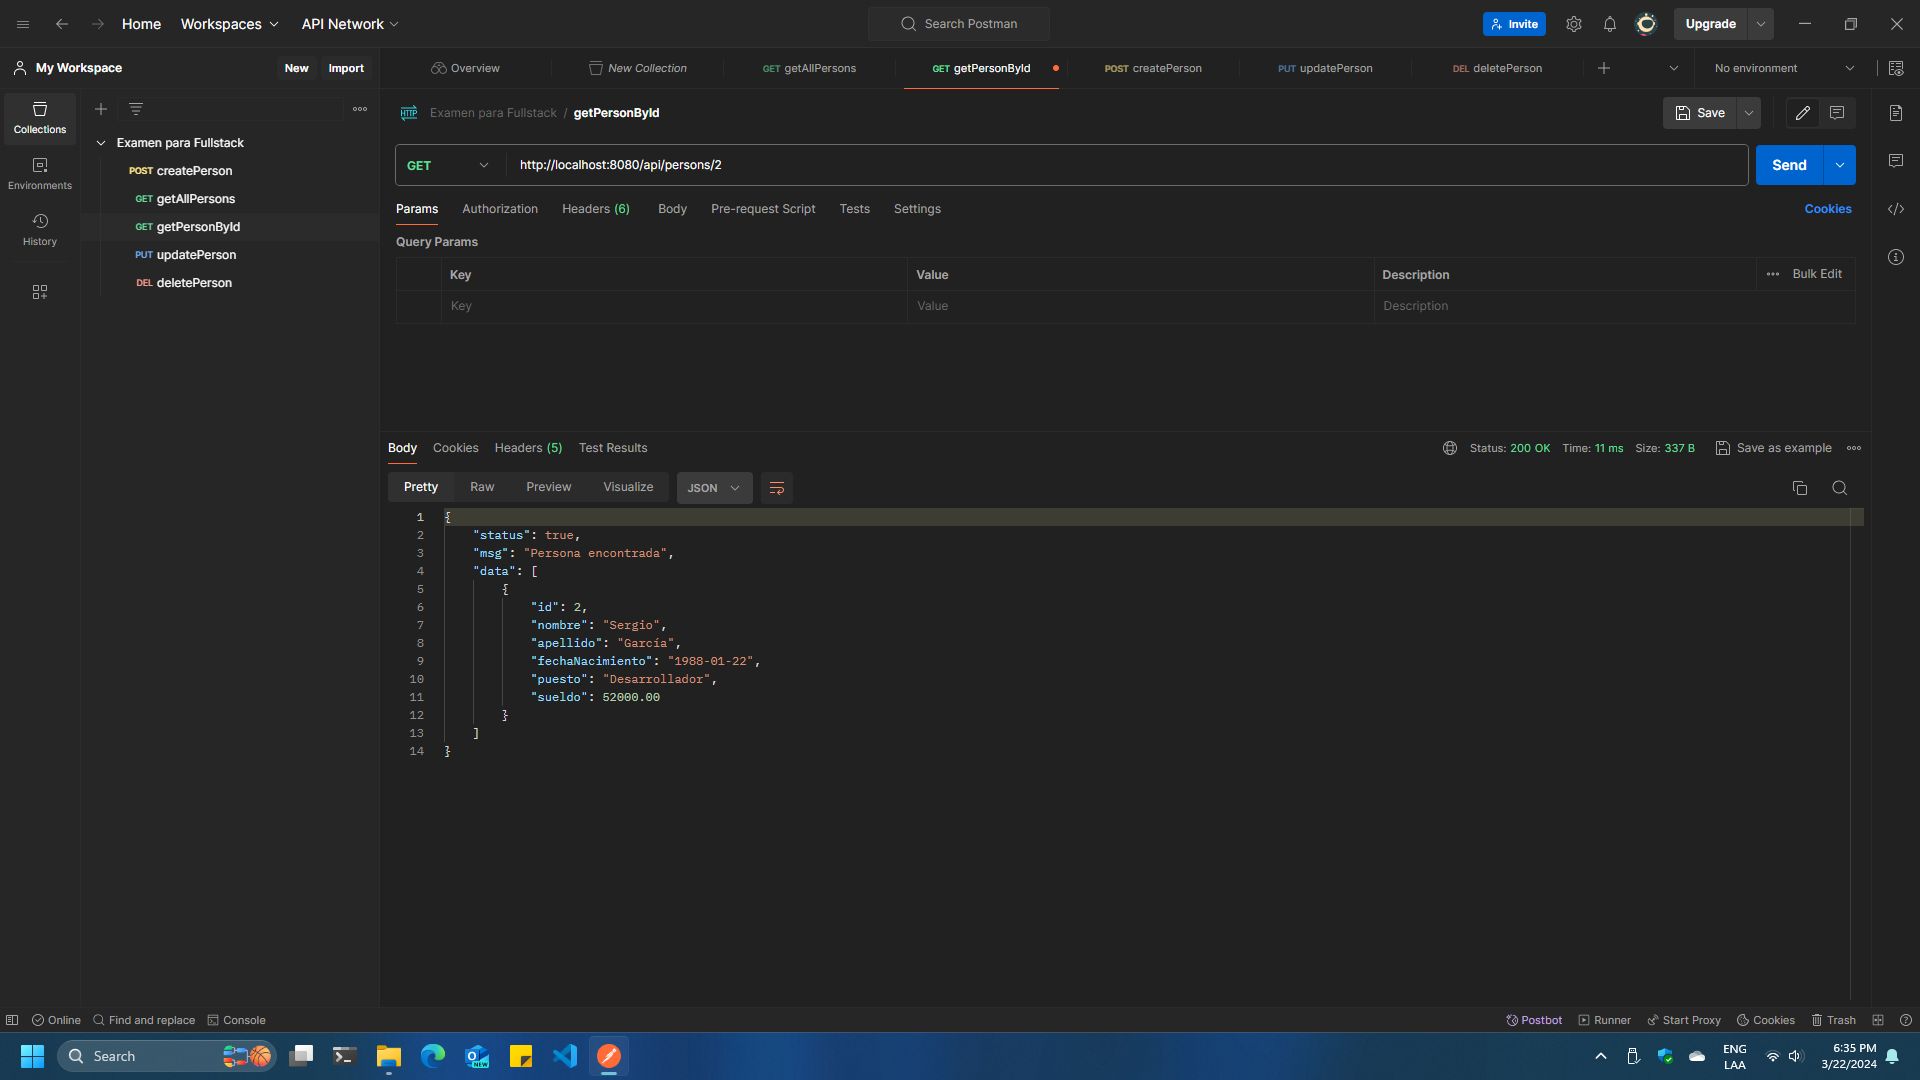 Home Workspaces API Network Search Postman Invite Upgrade
My Workspace New Import Overview New Collection GET getAllPersons GET getPersonById POST createPerson PUT updatePerson DEL deletePerson No environment
Collections
Environments
History
Examen para Fullstack
POST createPerson
GET getAllPersons
GET getPersonById
PUT updatePerson
DEL deletePerson
HTTP Examen para Fullstack / getPersonById Save
GET http://localhost:8080/api/persons/2 Send
Params Authorization Headers (6) Body Pre-request Script Tests Settings Cookies
Query Params
Key Value Description Bulk Edit
Key Value Description
Body Cookies Headers (5) Test Results Status: 200 OK Time: 11 ms Size: 337 B Save as example
Pretty Raw Preview Visualize JSON
1 {
2 "status": true,
3 "msg": "Persona encontrada",
4 "data": [
5 {
6 "id": 2,
7 "nombre": "Sergio",
8 "apellido": "García",
9 "fechaNacimiento": "1988-01-22",
10 "puesto": "Desarrollador",
11 "sueldo": 52000.00
12 }
13 ]
14 }
Online Find and replace Console Postbot Runner Start Proxy Cookies Trash
Search NEW ENG 6:35 PM
LAA 3/22/2024